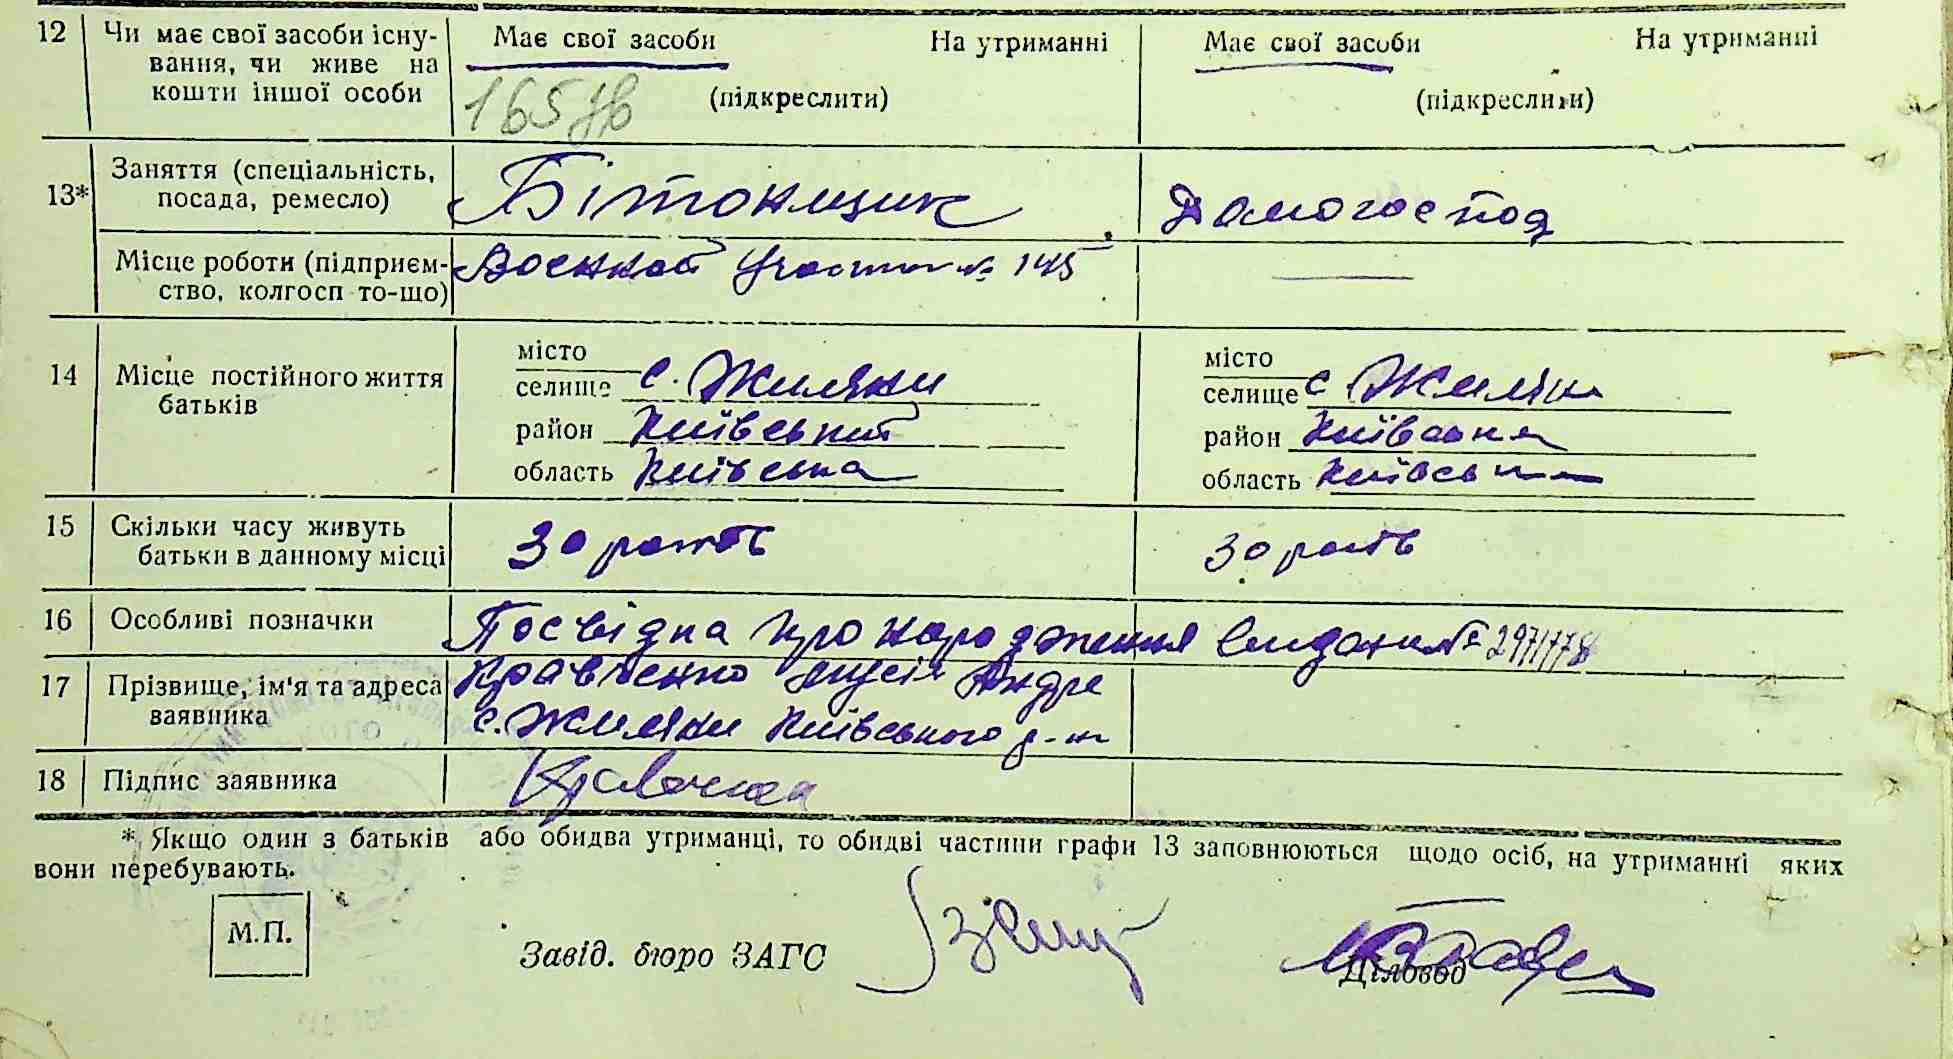 12 Чи має свої засоби існу- Має свої засоби На утриманні Має свої засоби На утриманні
вання, чи живе на
кошти іншої особи (підкреслити) (підкреслити)
165
13* Заняття (спеціальність, Бітонщик Домогоспод
посада, ремесло)
Місце роботи (підприєм- Военной Участок № 145 —
ство, колгосп то-що)
14 Місце постійного життя місто місто
батьків селище с. Жиляни селище с Жиляни
район Київський район Київський
область Київська область Київська
15 Скільки часу живуть 30 років 30 років
батьки в данному місці
16 Особливі позначки Посвідка про народження видана № 297178
17 Прізвище, ім'я та адреса Кравченко Мусій Андре
заявника с. Жиляни Київського р-ну
18 Підпис заявника Кравченко
* Якщо один з батьків або обидва утриманці, то обидві частини графи 13 заповнюються щодо осіб, на утриманні яких
вони перебувають.
М.П.
Завід. бюро ЗАГС Діловод